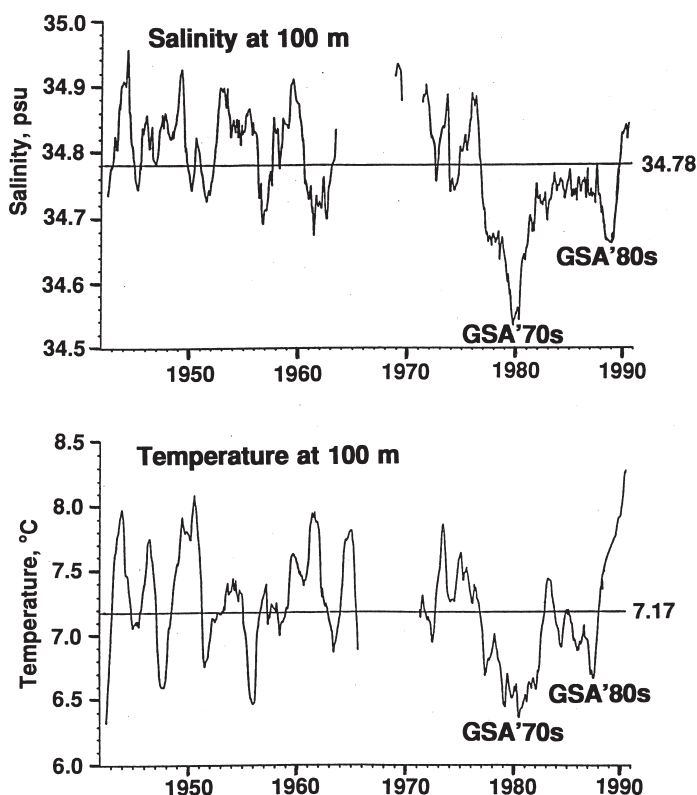 Salinity at 100 m
Salinity, psu
35.0
34.9
34.8
34.7
34.6
34.5
34.78
GSA'80s
GSA'70s
1950 1960 1970 1980 1990
Temperature at 100 m
Temperature, °C
8.5
8.0
7.5
7.0
6.5
6.0
7.17
GSA'80s
GSA'70s
1950 1960 1970 1980 1990